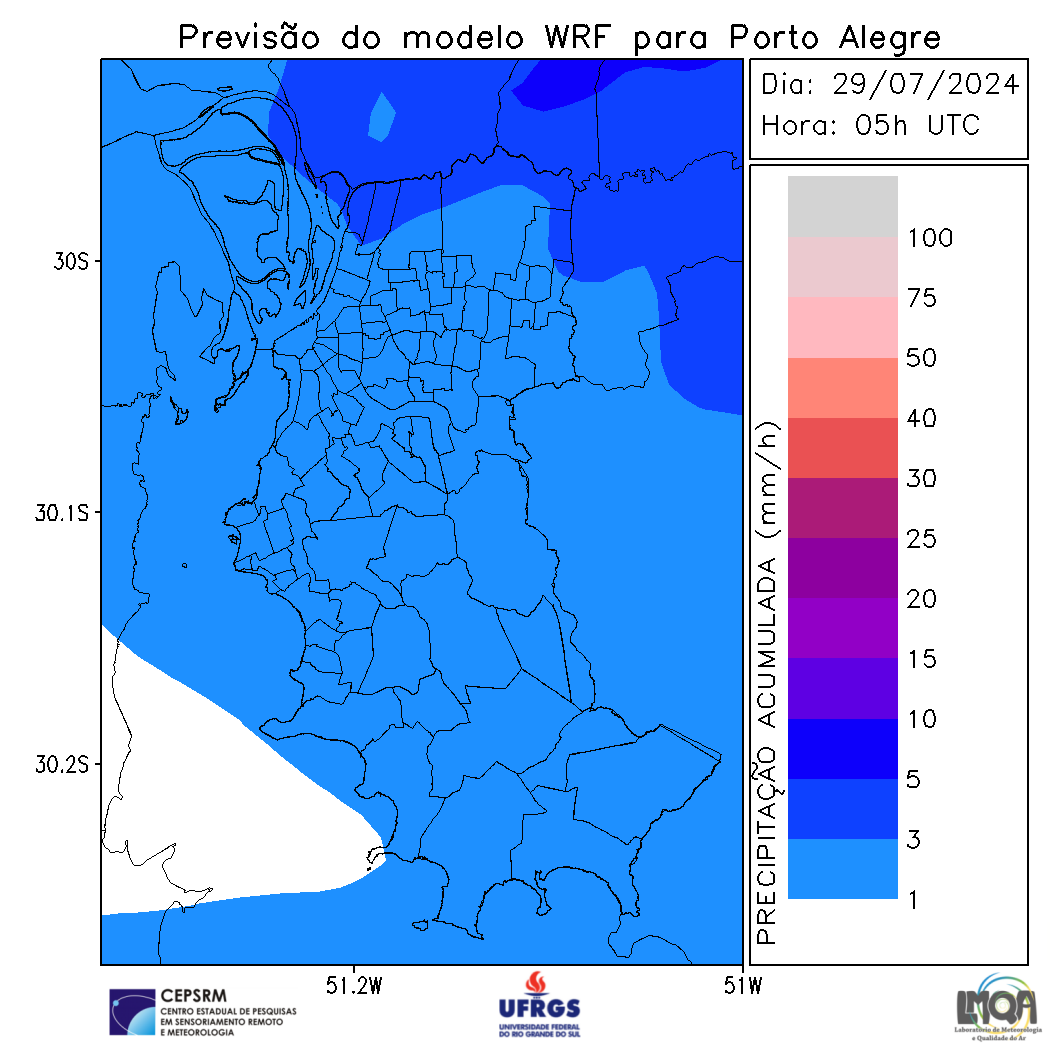 Previsão do modelo WRF para Porto Alegre
Dia: 29/07/2024
Hora: 05h UTC
30S
30.1S
30.2S
51.2W
51W
PRECIPITAÇÃO ACUMULADA (mm/h)
100
75
50
40
30
25
20
15
10
5
3
1
CEPSRM
CENTRO ESTADUAL DE PESQUISAS
EM SENSORIAMENTO REMOTO
E METEOROLOGIA
UFRGS
UNIVERSIDADE FEDERAL
DO RIO GRANDE DO SUL
LMQA
Laboratório de Meteorologia
e Qualidade do Ar